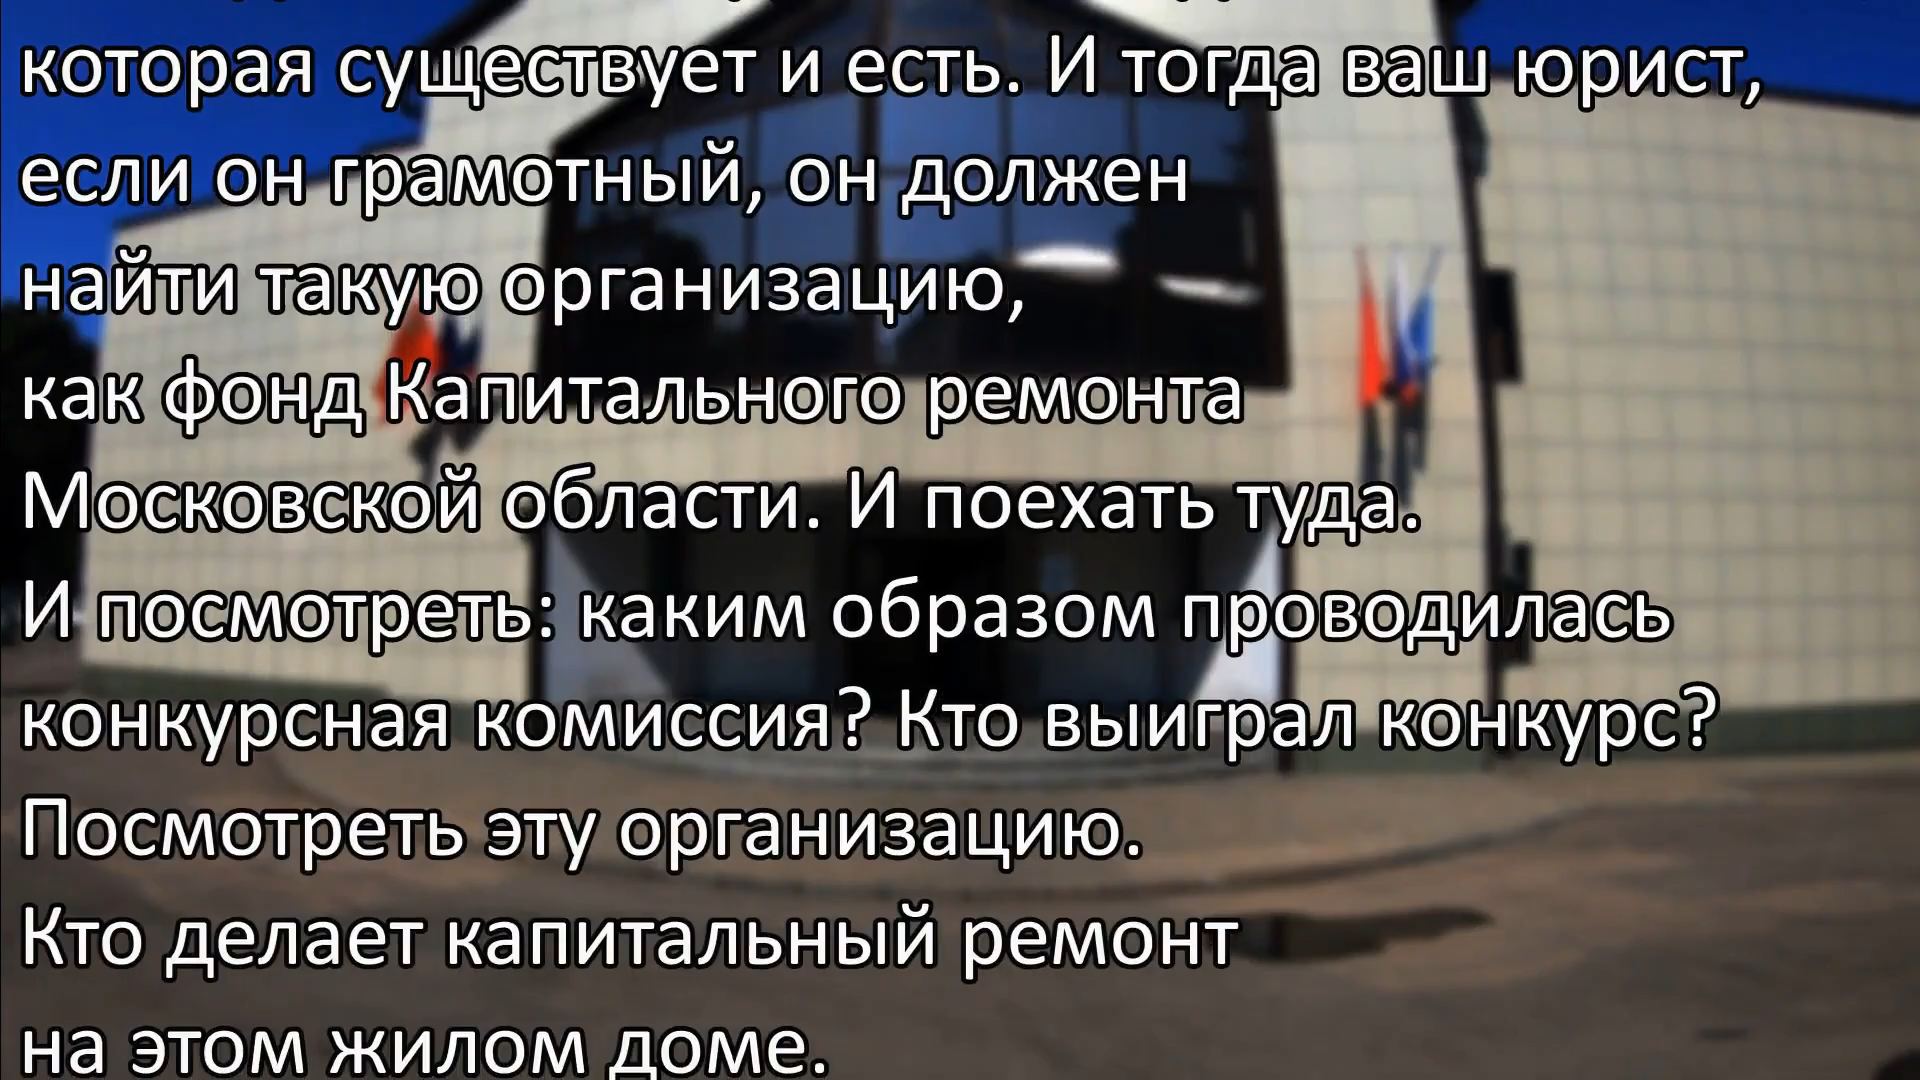 которая существует и есть. И тогда ваш юрист,
если он грамотный, он должен
найти такую организацию,
как фонд Капитального ремонта
Московской области. И поехать туда.
И посмотреть: каким образом проводилась
конкурсная комиссия? Кто выиграл конкурс?
Посмотреть эту организацию.
Кто делает капитальный ремонт
на этом жилом доме.